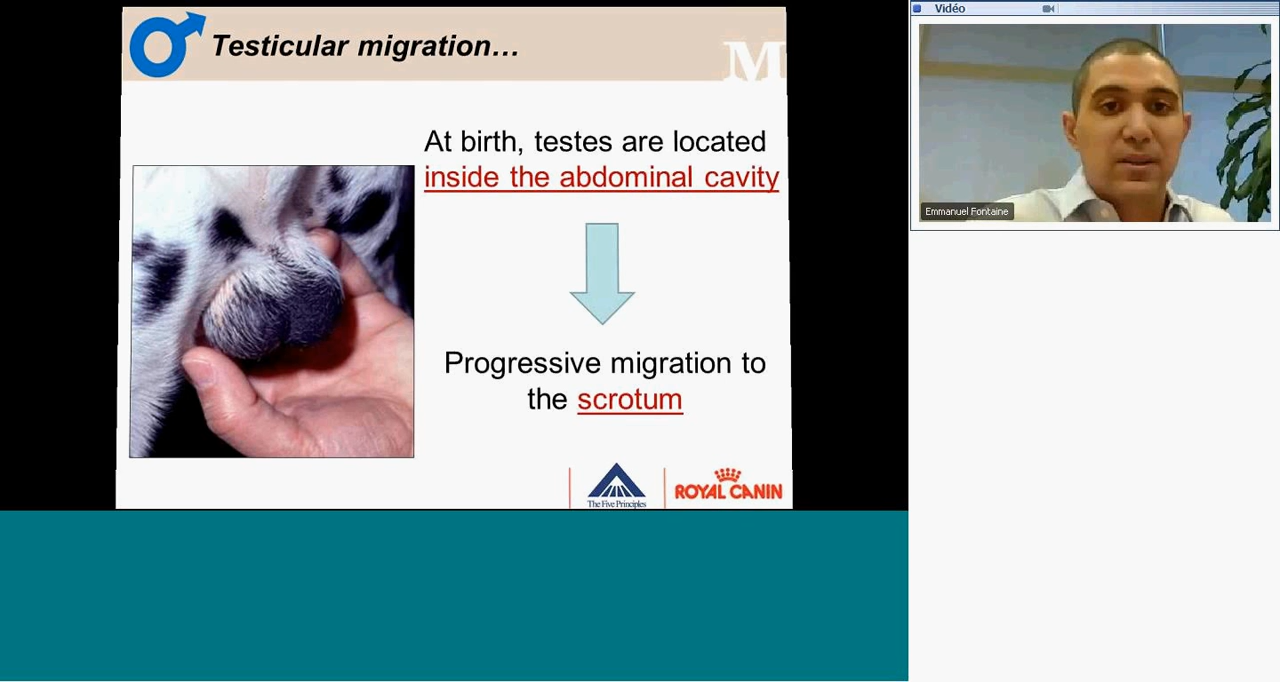 Testicular migration...
M
At birth, testes are located
inside the abdominal cavity
Progressive migration to
the scrotum
The Five Principles
ROYAL CANIN
Vidéo
Emmanuel Fontaine